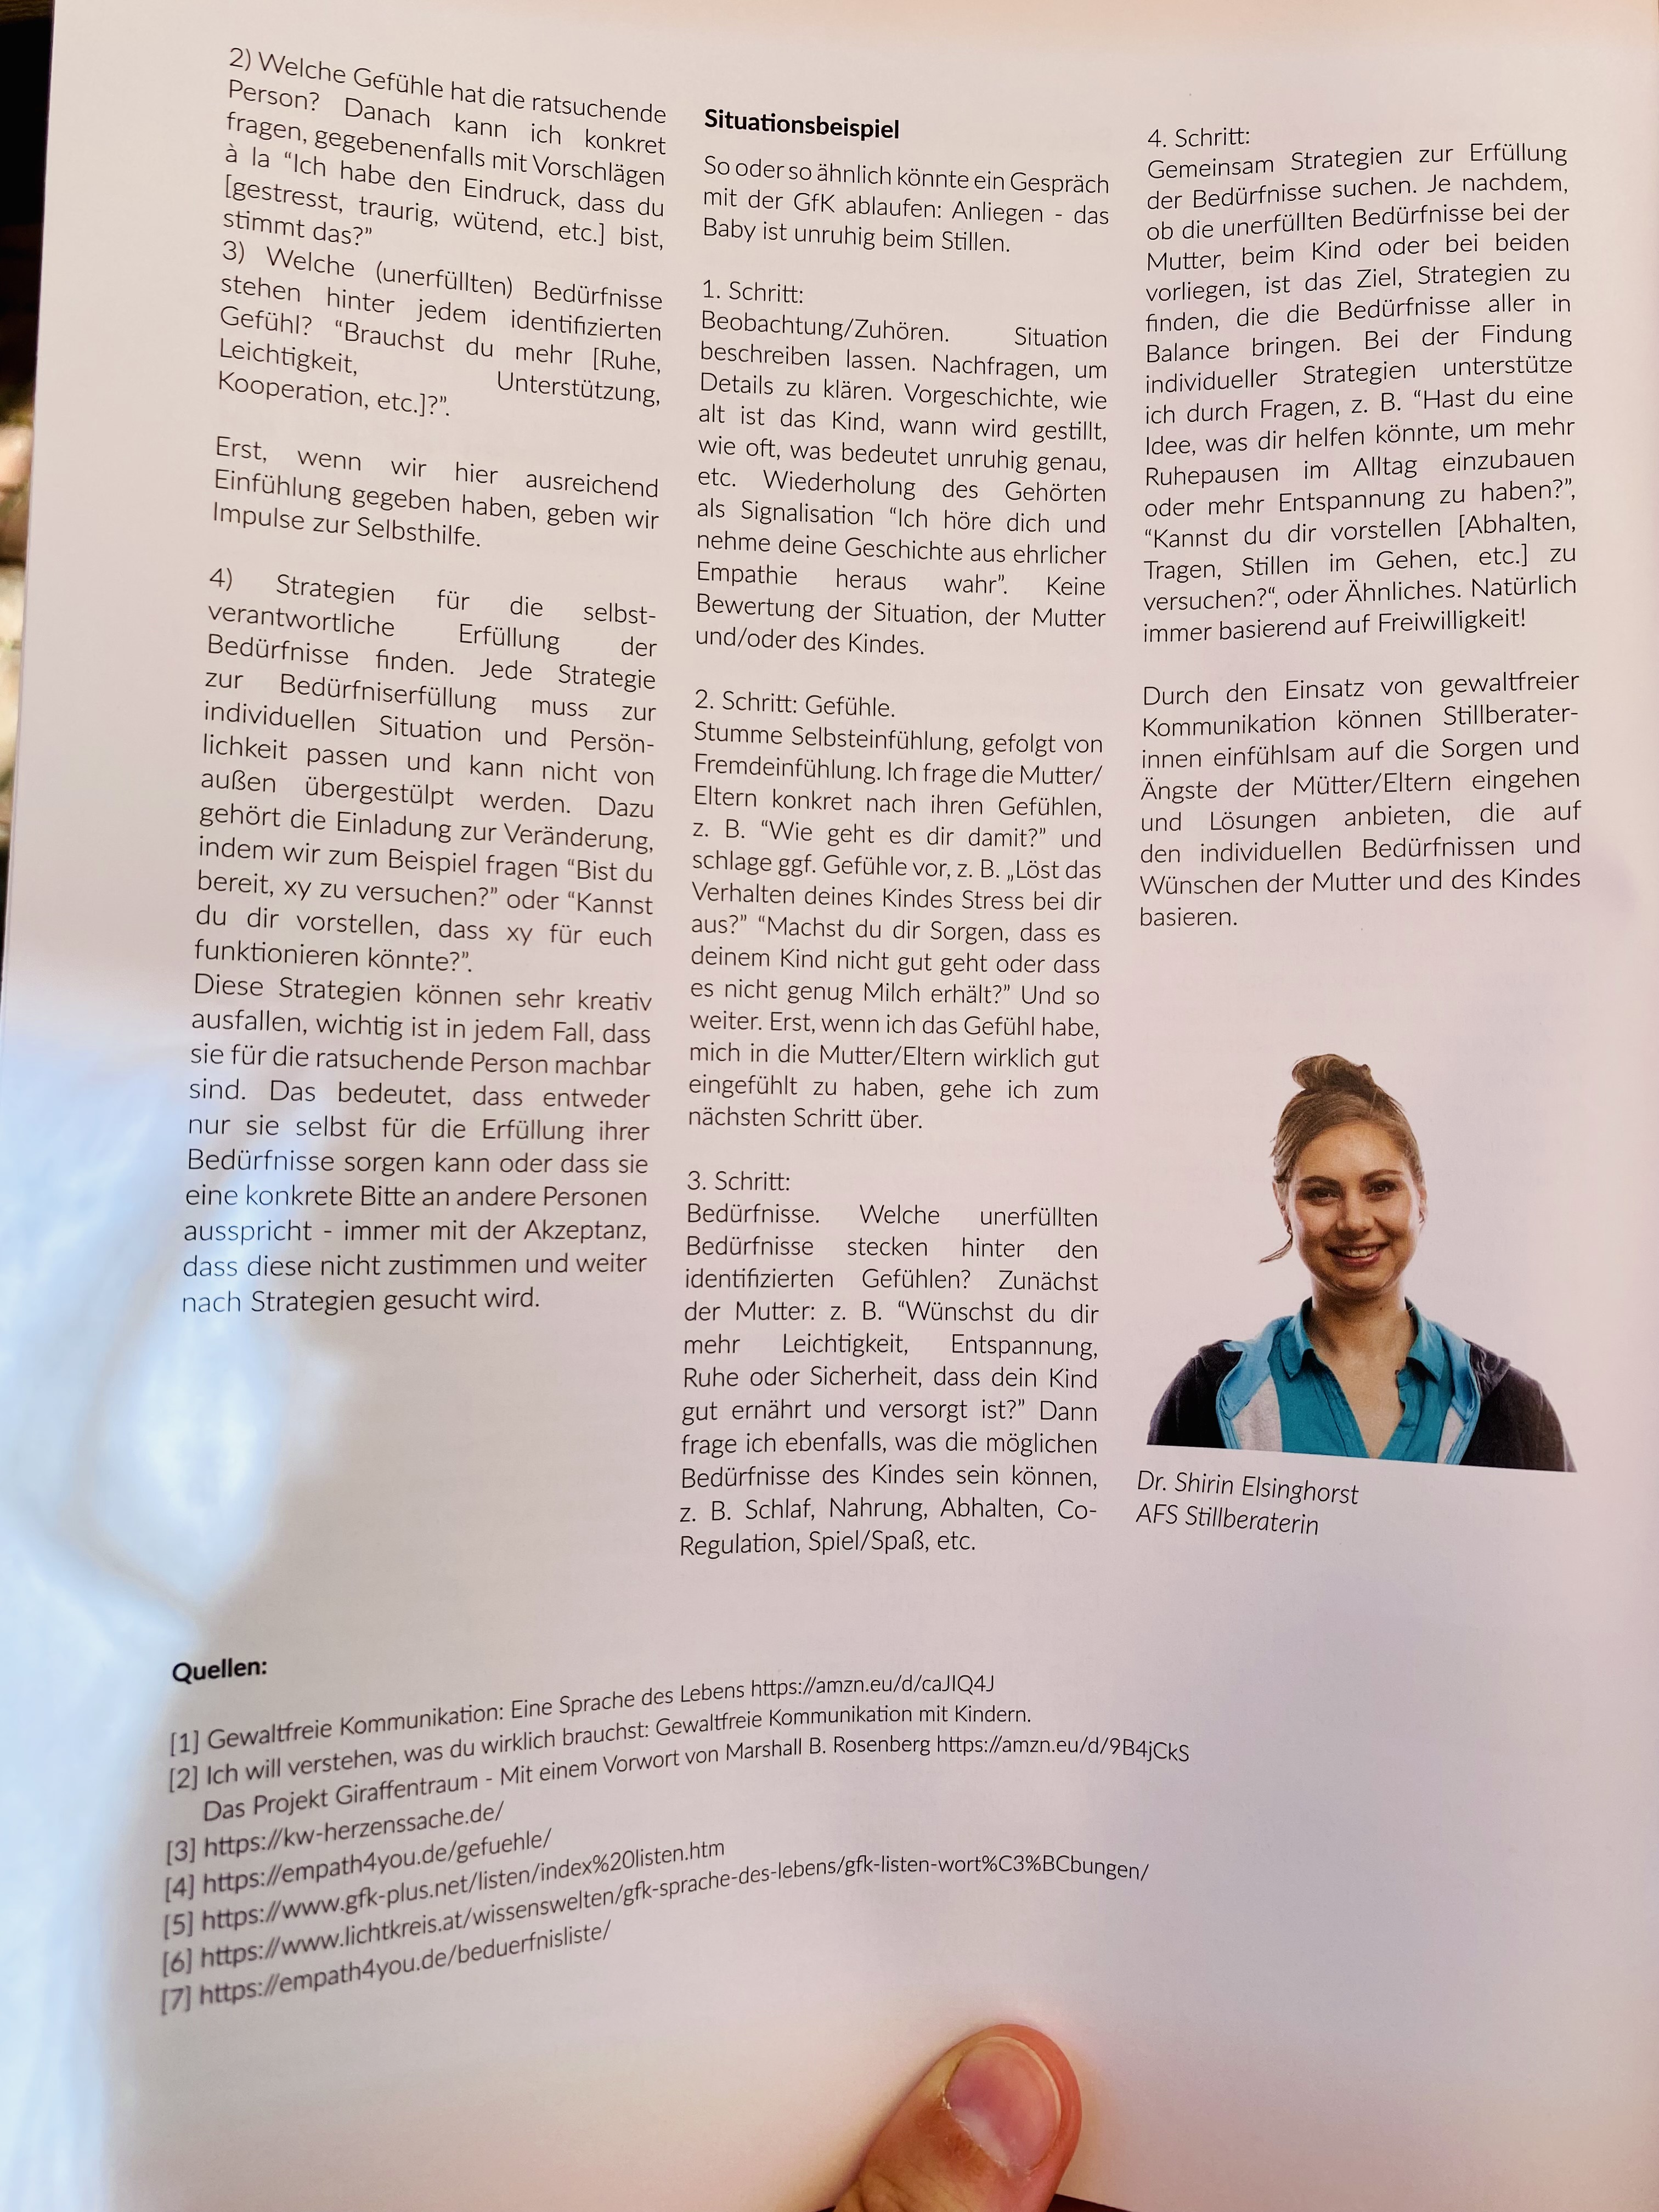 2) Welche Gefühle hat die ratsuchende
Person? Danach kann ich konkret
fragen, gegebenenfalls mit Vorschlägen
à la “Ich habe den Eindruck, dass du
[gestresst, traurig, wütend, etc.] bist,
stimmt das?”
3) Welche (unerfüllten) Bedürfnisse
stehen hinter jedem identifizierten
Gefühl? “Brauchst du mehr [Ruhe,
Leichtigkeit, Unterstützung,
Kooperation, etc.]?”.
Erst, wenn wir hier ausreichend
Einfühlung gegeben haben, geben wir
Impulse zur Selbsthilfe.
4) Strategien für die selbst-
verantwortliche Erfüllung der
Bedürfnisse finden. Jede Strategie
zur Bedürfniserfüllung muss zur
individuellen Situation und Persön-
lichkeit passen und kann nicht von
außen übergestülpt werden. Dazu
gehört die Einladung zur Veränderung,
indem wir zum Beispiel fragen “Bist du
bereit, xy zu versuchen?” oder “Kannst
du dir vorstellen, dass xy für euch
funktionieren könnte?”.
Diese Strategien können sehr kreativ
ausfallen, wichtig ist in jedem Fall, dass
sie für die ratsuchende Person machbar
sind. Das bedeutet, dass entweder
nur sie selbst für die Erfüllung ihrer
Bedürfnisse sorgen kann oder dass sie
eine konkrete Bitte an andere Personen
ausspricht - immer mit der Akzeptanz,
dass diese nicht zustimmen und weiter
nach Strategien gesucht wird.
Situationsbeispiel
So oder so ähnlich könnte ein Gespräch
mit der GfK ablaufen: Anliegen - das
Baby ist unruhig beim Stillen.
1. Schritt:
Beobachtung/Zuhören. Situation
beschreiben lassen. Nachfragen, um
Details zu klären. Vorgeschichte, wie
alt ist das Kind, wann wird gestillt,
wie oft, was bedeutet unruhig genau,
etc. Wiederholung des Gehörten
als Signalisation “Ich höre dich und
nehme deine Geschichte aus ehrlicher
Empathie heraus wahr”. Keine
Bewertung der Situation, der Mutter
und/oder des Kindes.
2. Schritt: Gefühle.
Stumme Selbsteinfühlung, gefolgt von
Fremdeinfühlung. Ich frage die Mutter/
Eltern konkret nach ihren Gefühlen,
z. B. “Wie geht es dir damit?” und
schlage ggf. Gefühle vor, z. B. „Löst das
Verhalten deines Kindes Stress bei dir
aus?” “Machst du dir Sorgen, dass es
deinem Kind nicht gut geht oder dass
es nicht genug Milch erhält?” Und so
weiter. Erst, wenn ich das Gefühl habe,
mich in die Mutter/Eltern wirklich gut
eingefühlt zu haben, gehe ich zum
nächsten Schritt über.
3. Schritt:
Bedürfnisse. Welche unerfüllten
Bedürfnisse stecken hinter den
identifizierten Gefühlen? Zunächst
der Mutter: z. B. “Wünschst du dir
mehr Leichtigkeit, Entspannung,
Ruhe oder Sicherheit, dass dein Kind
gut ernährt und versorgt ist?” Dann
frage ich ebenfalls, was die möglichen
Bedürfnisse des Kindes sein können,
z. B. Schlaf, Nahrung, Abhalten, Co-
Regulation, Spiel/Spaß, etc.
4. Schritt:
Gemeinsam Strategien zur Erfüllung
der Bedürfnisse suchen. Je nachdem,
ob die unerfüllten Bedürfnisse bei der
Mutter, beim Kind oder bei beiden
vorliegen, ist das Ziel, Strategien zu
finden, die die Bedürfnisse aller in
Balance bringen. Bei der Findung
individueller Strategien unterstütze
ich durch Fragen, z. B. “Hast du eine
Idee, was dir helfen könnte, um mehr
Ruhepausen im Alltag einzubauen
oder mehr Entspannung zu haben?”,
“Kannst du dir vorstellen [Abhalten,
Tragen, Stillen im Gehen, etc.] zu
versuchen?“, oder Ähnliches. Natürlich
immer basierend auf Freiwilligkeit!
Durch den Einsatz von gewaltfreier
Kommunikation können Stillberater-
innen einfühlsam auf die Sorgen und
Ängste der Mütter/Eltern eingehen
und Lösungen anbieten, die auf
den individuellen Bedürfnissen und
Wünschen der Mutter und des Kindes
basieren.
Dr. Shirin Elsinghorst
AFS Stillberaterin
Quellen:
[1] Gewaltfreie Kommunikation: Eine Sprache des Lebens https://amzn.eu/d/caJIQ4J
[2] Ich will verstehen, was du wirklich brauchst: Gewaltfreie Kommunikation mit Kindern.
Das Projekt Giraffentraum - Mit einem Vorwort von Marshall B. Rosenberg https://amzn.eu/d/9B4jCkS
[3] https://kw-herzenssache.de/
[4] https://empath4you.de/gefuehle/
[5] https://www.gfk-plus.net/listen/index%20listen.htm
[6] https://www.lichtkreis.at/wissenswelten/gfk-sprache-des-lebens/gfk-listen-wort%C3%BCbungen/
[7] https://empath4you.de/beduerfnisliste/